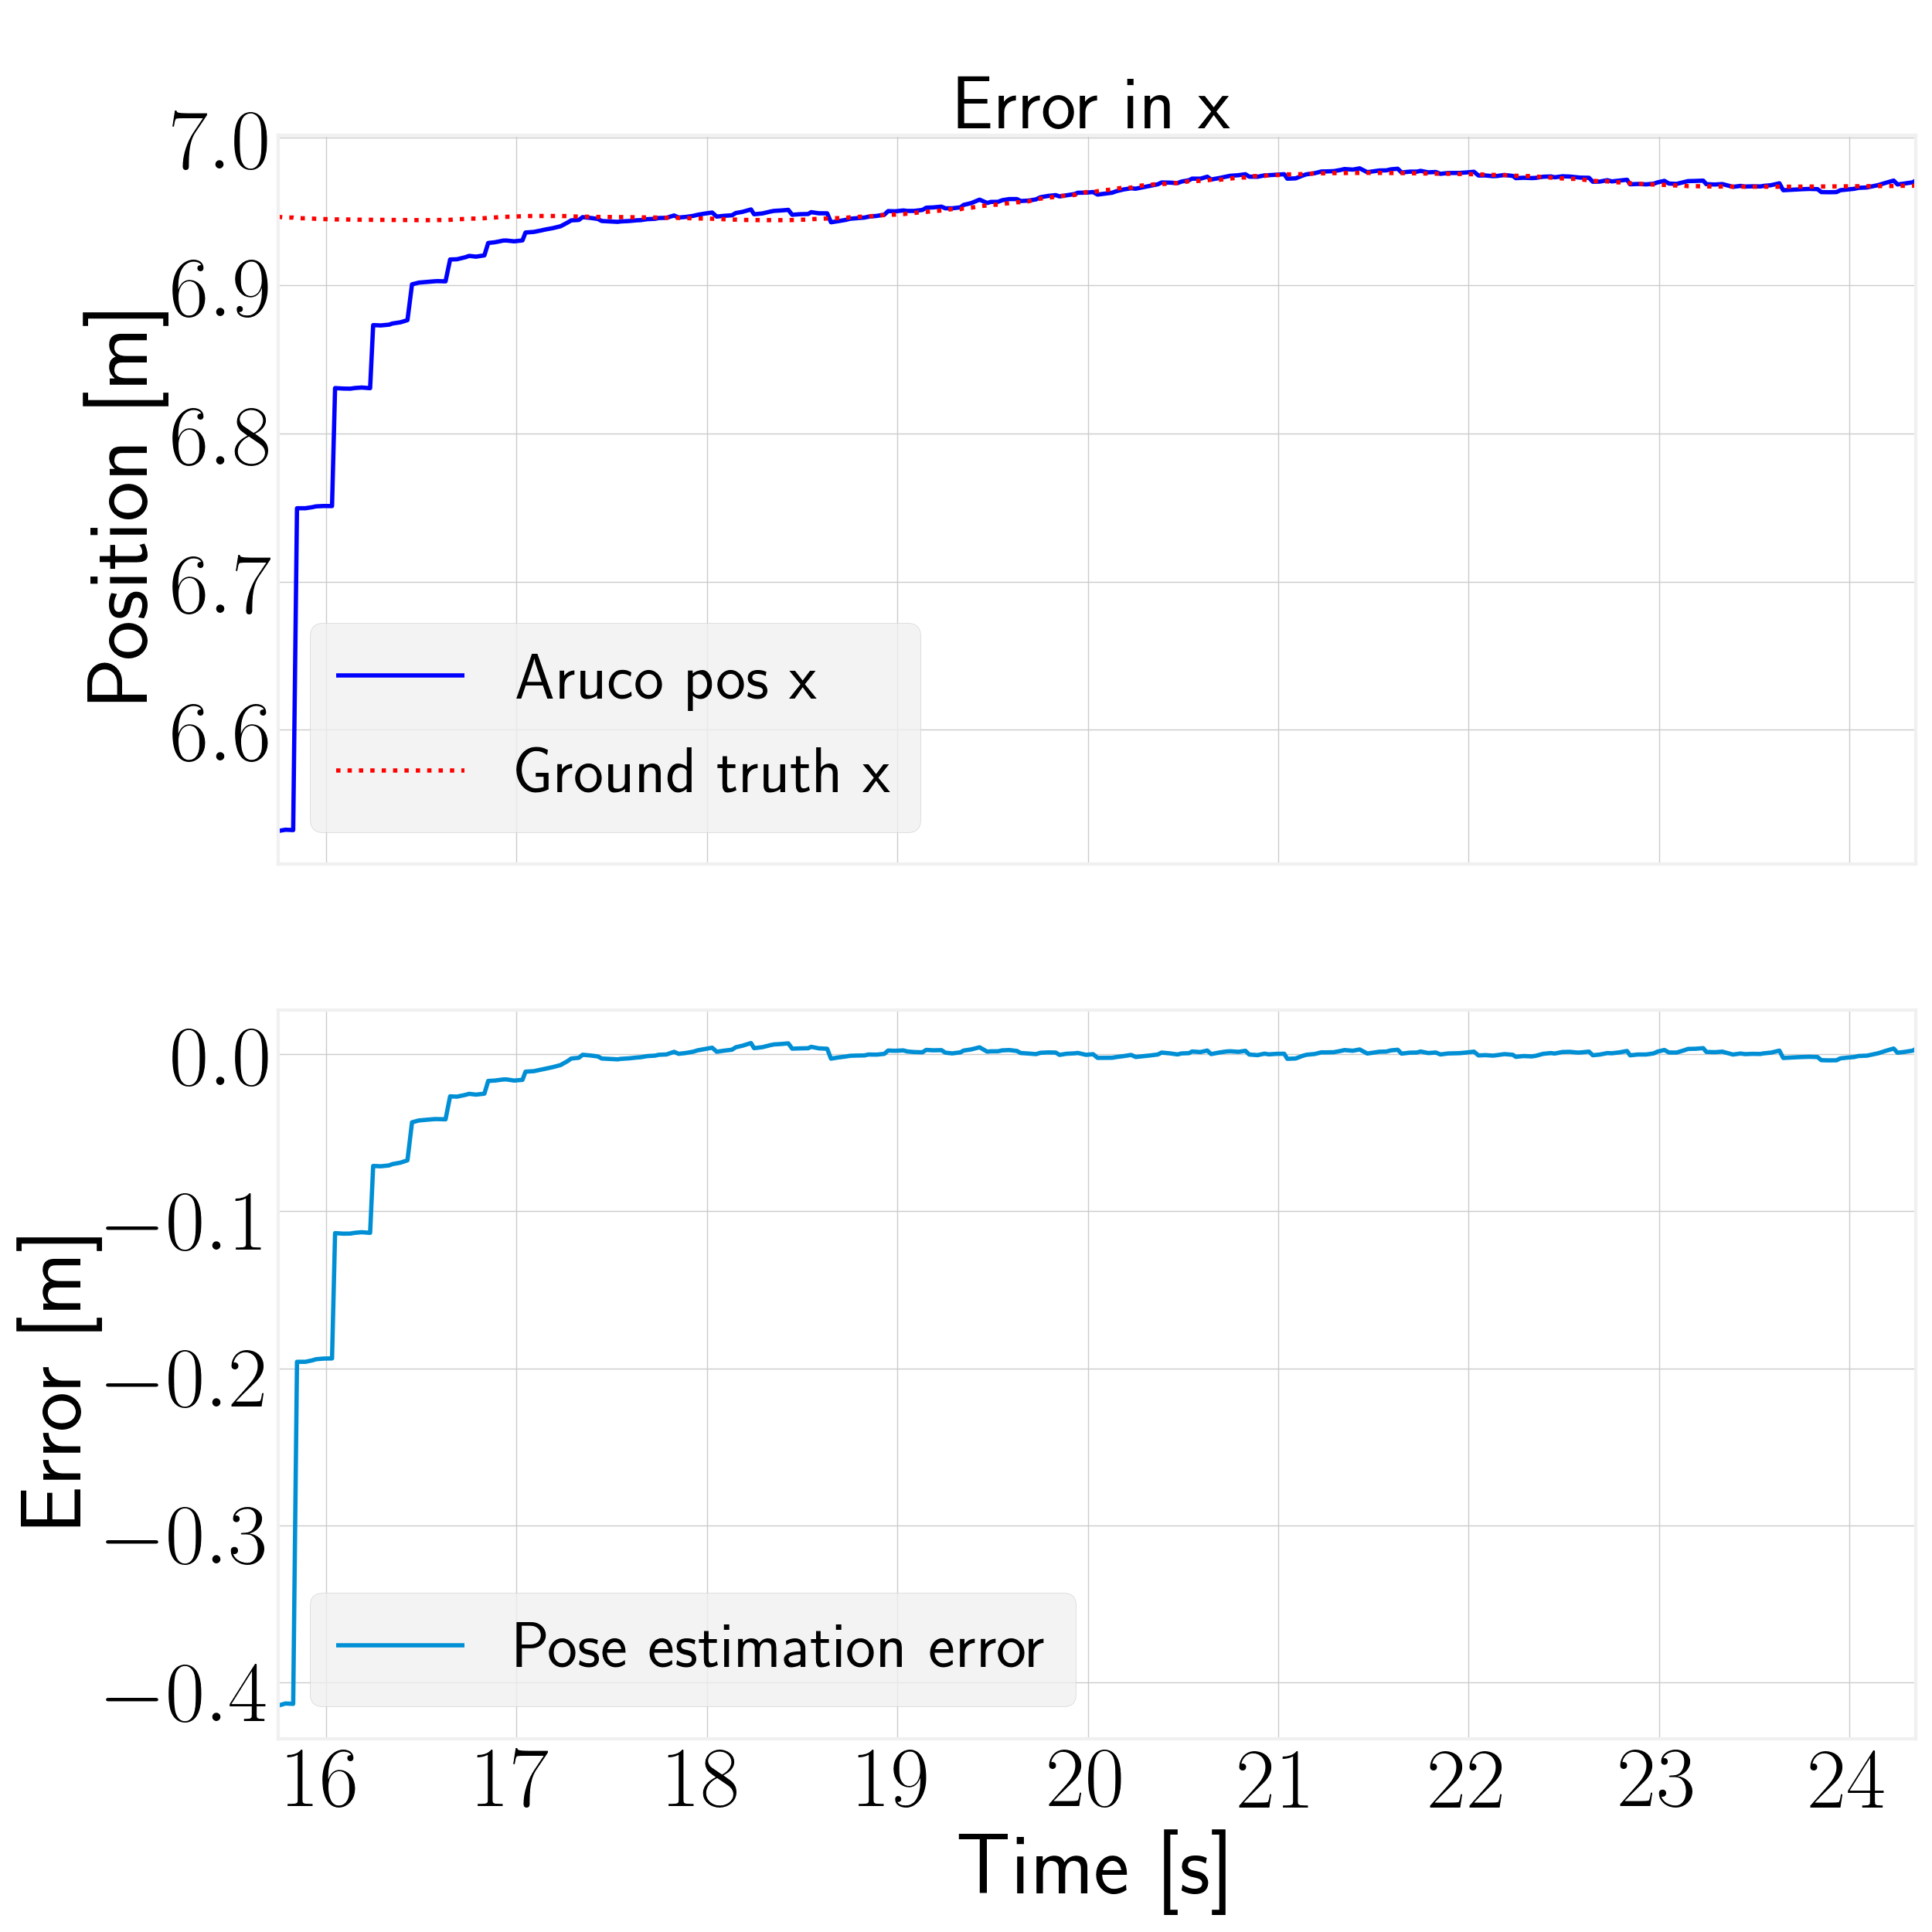 Error in x
7.0
6.9
6.8
6.7
6.6
Position [m]
Aruco pos x
Ground truth x
0.0
−0.1
−0.2
−0.3
−0.4
Error [m]
Pose estimation error
16 17 18 19 20 21 22 23 24
Time [s]